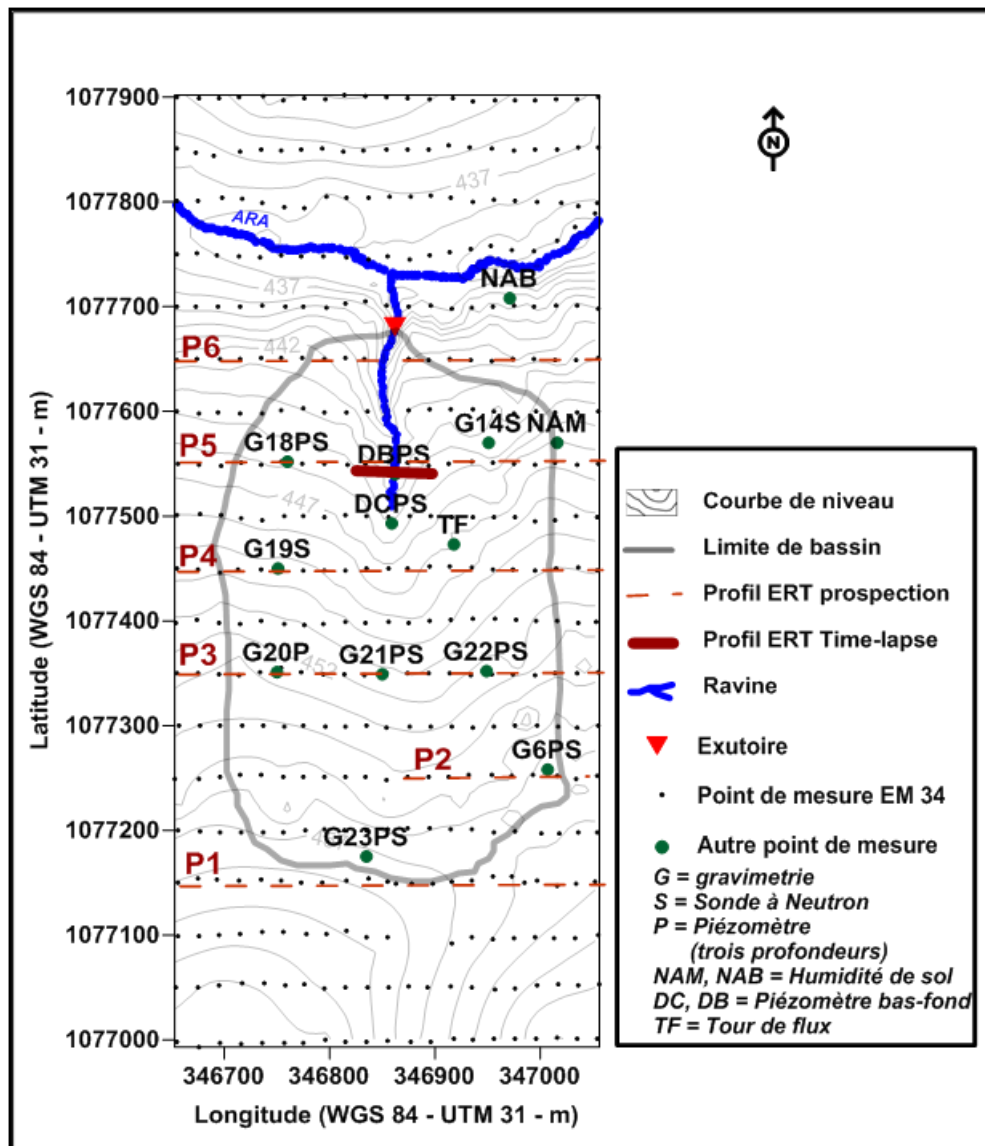 N
1077900
437
1077800
ARA
NAB
437
1077700
442
P6
1077600
G14S NAM
P5
G18PS
DBPS
447
DCPS
1077500
TF
P4
G19S
1077400
P3
G20P
452
G21PS
G22PS
1077300
P2
G6PS
1077200
G23PS
P1
1077100
1077000
346700 346800 346900 347000
Longitude (WGS 84 - UTM 31 - m)
Latitude (WGS 84 - UTM 31 - m)
Courbe de niveau
Limite de bassin
Profil ERT prospection
Profil ERT Time-lapse
Ravine
Exutoire
Point de mesure EM 34
Autre point de mesure
G = gravimetrie
S = Sonde à Neutron
P = Piézomètre
(trois profondeurs)
NAM, NAB = Humidité de sol
DC, DB = Piézomètre bas-fond
TF = Tour de flux